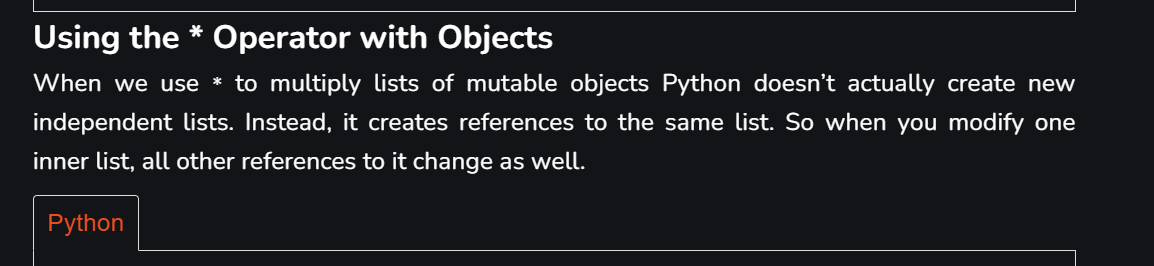 Using the * Operator with Objects
When we use * to multiply lists of mutable objects Python doesn’t actually create new
independent lists. Instead, it creates references to the same list. So when you modify one
inner list, all other references to it change as well.
Python